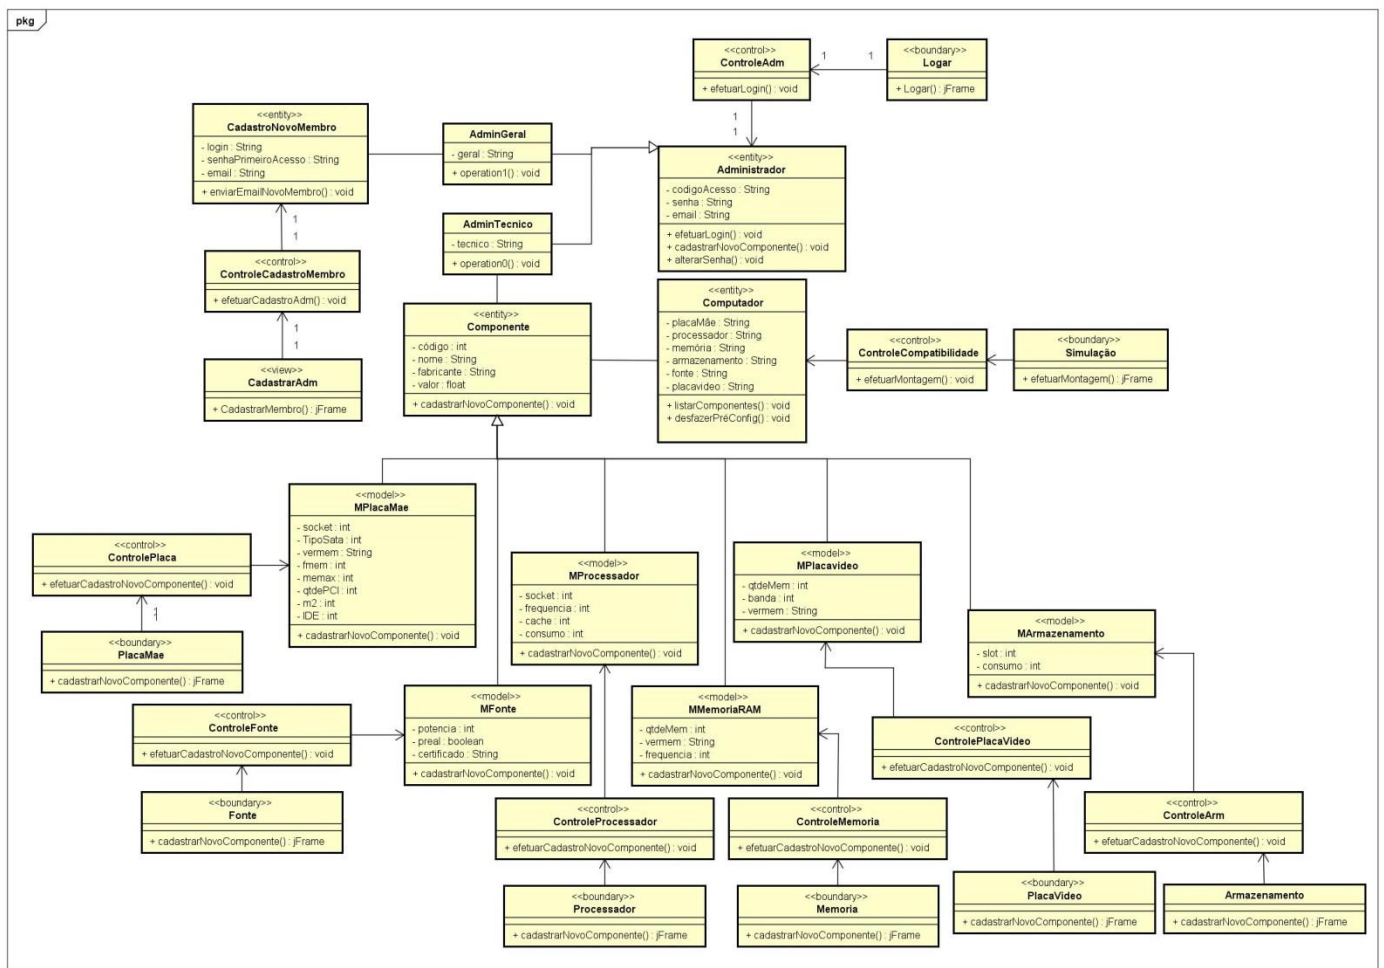 pkg
<<control>>
ControleAdm
+ efetuarLogin() : void
1
1
<<boundary>>
Logar
+ Logar() : jFrame
1
1
<<entity>>
CadastroNovoMembro
- login : String
- senhaPrimeiroAcesso : String
- email : String
+ enviarEmailNovoMembro() : void
AdminGeral
- geral : String
+ operation1() : void
<<entity>>
Administrador
- codigoAcesso : String
- senha : String
- email : String
+ efetuarLogin() : void
+ cadastrarNovoComponente() : void
+ alterarSenha() : void
AdminTecnico
- tecnico : String
+ operation0() : void
1
1
<<control>>
ControleCadastroMembro
+ efetuarCadastroAdm() : void
1
1
<<view>>
CadastrarAdm
+ CadastrarMembro() : jFrame
<<entity>>
Componente
- código : int
- nome : String
- fabricante : String
- valor : float
+ cadastrarNovoComponente() : void
<<entity>>
Computador
- placaMãe : String
- processador : String
- memória : String
- armazenamento : String
- fonte : String
- placavideo : String
+ listarComponentes() : void
+ desfazerPréConfig() : void
<<control>>
ControleCompatibilidade
+ efetuarMontagem() : void
<<boundary>>
Simulação
+ efetuarMontagem() : jFrame
<<model>>
MPlacaMae
- socket : int
- TipoSata : int
- vermem : String
- fmem : int
- memax : int
- qtdePCI : int
- m2 : int
- IDE : int
+ cadastrarNovoComponente() : void
<<control>>
ControlePlaca
+ efetuarCadastroNovoComponente() : void
<<boundary>>
PlacaMae
+ cadastrarNovoComponente() : jFrame
<<model>>
MProcessador
- socket : int
- frequencia : int
- cache : int
- consumo : int
+ cadastrarNovoComponente() : void
<<model>>
MPlacavideo
- qtdeMem : int
- banda : int
- vermem : String
+ cadastrarNovoComponente() : void
<<model>>
MArmazenamento
- slot : int
- consumo : int
+ cadastrarNovoComponente() : void
<<control>>
ControleFonte
+ efetuarCadastroNovoComponente() : void
<<boundary>>
Fonte
+ cadastrarNovoComponente() : jFrame
<<model>>
MFonte
- potencia : int
- preal : boolean
- certificado : String
+ cadastrarNovoComponente() : void
<<model>>
MMemoriaRAM
- qtdeMem : int
- vermem : String
- frequencia : int
+ cadastrarNovoComponente() : void
<<control>>
ControlePlacaVideo
+ efetuarCadastroNovoComponente() : void
<<control>>
ControleProcessador
+ efetuarCadastroNovoComponente() : void
<<control>>
ControleMemoria
+ efetuarCadastroNovoComponente() : void
<<control>>
ControleArm
+ efetuarCadastroNovoComponente() : void
<<boundary>>
Processador
+ cadastrarNovoComponente() : jFrame
<<boundary>>
Memoria
+ cadastrarNovoComponente() : jFrame
<<boundary>>
PlacaVideo
+ cadastrarNovoComponente() : jFrame
Armazenamento
+ cadastrarNovoComponente() : jFrame